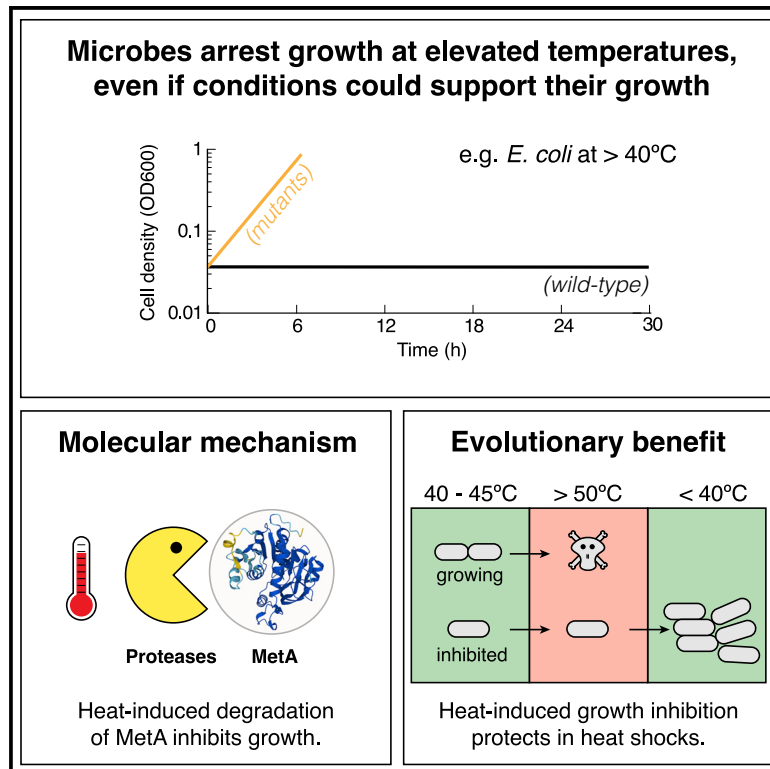 Microbes arrest growth at elevated temperatures,
even if conditions could support their growth
Cell density (OD600)
1
0.1
0.01
(mutants)
e.g. E. coli at > 40ºC
(wild-type)
0 6 12 18 24 30
Time (h)
Molecular mechanism
Proteases MetA
Heat-induced degradation
of MetA inhibits growth.
Evolutionary benefit
40 - 45ºC > 50ºC < 40ºC
growing
inhibited
Heat-induced growth inhibition
protects in heat shocks.